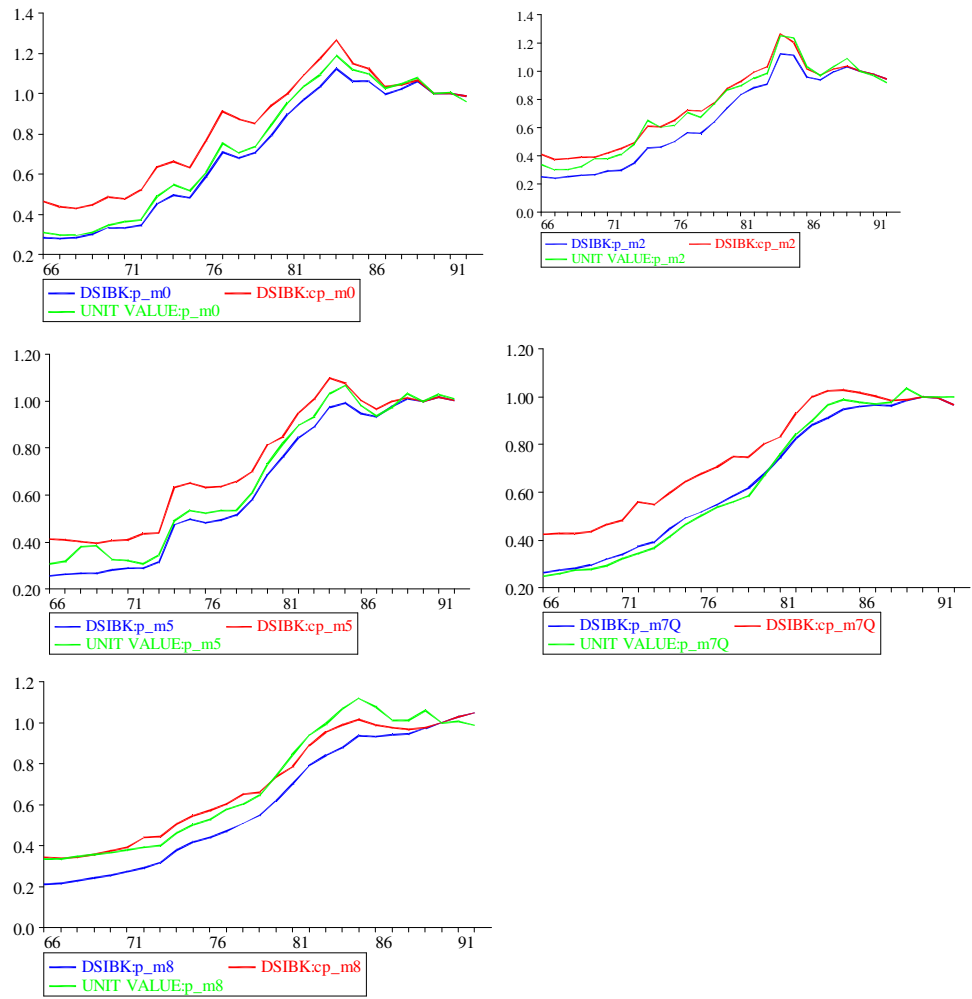 1.4
1.2
1.0
0.8
0.6
0.4
0.2
66 71 76 81 86 91
DSIBK:p_m0 DSIBK:cp_m0
UNIT VALUE:p_m0
1.4
1.2
1.0
0.8
0.6
0.4
0.2
0.0
66 71 76 81 86 91
DSIBK:p_m2 DSIBK:cp_m2
UNIT VALUE:p_m2
1.20
1.00
0.80
0.60
0.40
0.20
66 71 76 81 86 91
DSIBK:p_m5 DSIBK:cp_m5
UNIT VALUE:p_m5
1.20
1.00
0.80
0.60
0.40
0.20
66 71 76 81 86 91
DSIBK:p_m7Q DSIBK:cp_m7Q
UNIT VALUE:p_m7Q
1.2
1.0
0.8
0.6
0.4
0.2
0.0
66 71 76 81 86 91
DSIBK:p_m8 DSIBK:cp_m8
UNIT VALUE:p_m8